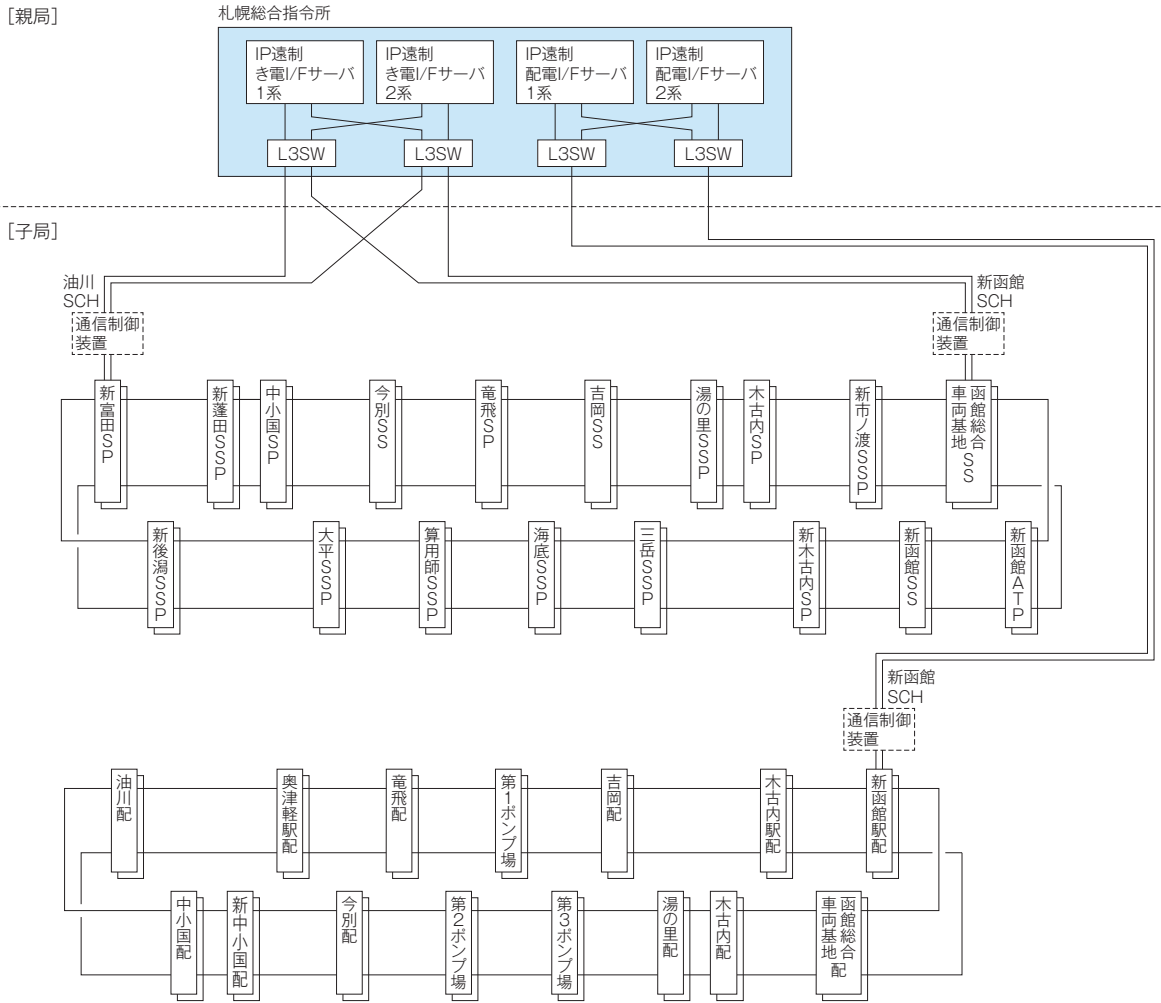 [親局]
札幌総合指令所
IP遠制
き電I/Fサーバ
1系
IP遠制
き電I/Fサーバ
2系
IP遠制
配電I/Fサーバ
1系
IP遠制
配電I/Fサーバ
2系
L3SW
L3SW
L3SW
L3SW
[子局]
油川
SCH
通信制御
装置
新函館
SCH
通信制御
装置
新富田SP
新蓬田SSP
中小国SP
今別SS
竜飛SP
吉岡SS
湯の里SSP
木古内SP
新市ノ渡SSP
函館総合
車両基地
SS
新後潟SSP
大平SSP
算用師SSP
海底SSP
三岳SSP
新木古内SP
新函館SS
新函館ATP
新函館
SCH
通信制御
装置
油川配
奥津軽駅配
竜飛配
第1ポンプ場
吉岡配
木古内駅配
新函館駅配
中小国配
新中小国配
今別配
第2ポンプ場
第3ポンプ場
湯の里配
木古内配
函館総合
車両基地
配